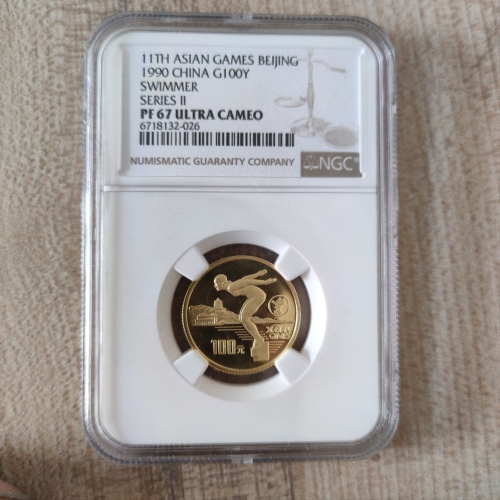 11TH ASIAN GAMES BEIJING
1990 CHINA G100Y
SWIMMER
SERIES II
PF 67 ULTRA CAMEO
6718132-026
NUMISMATIC GUARANTY COMPANY
NGC®
100元